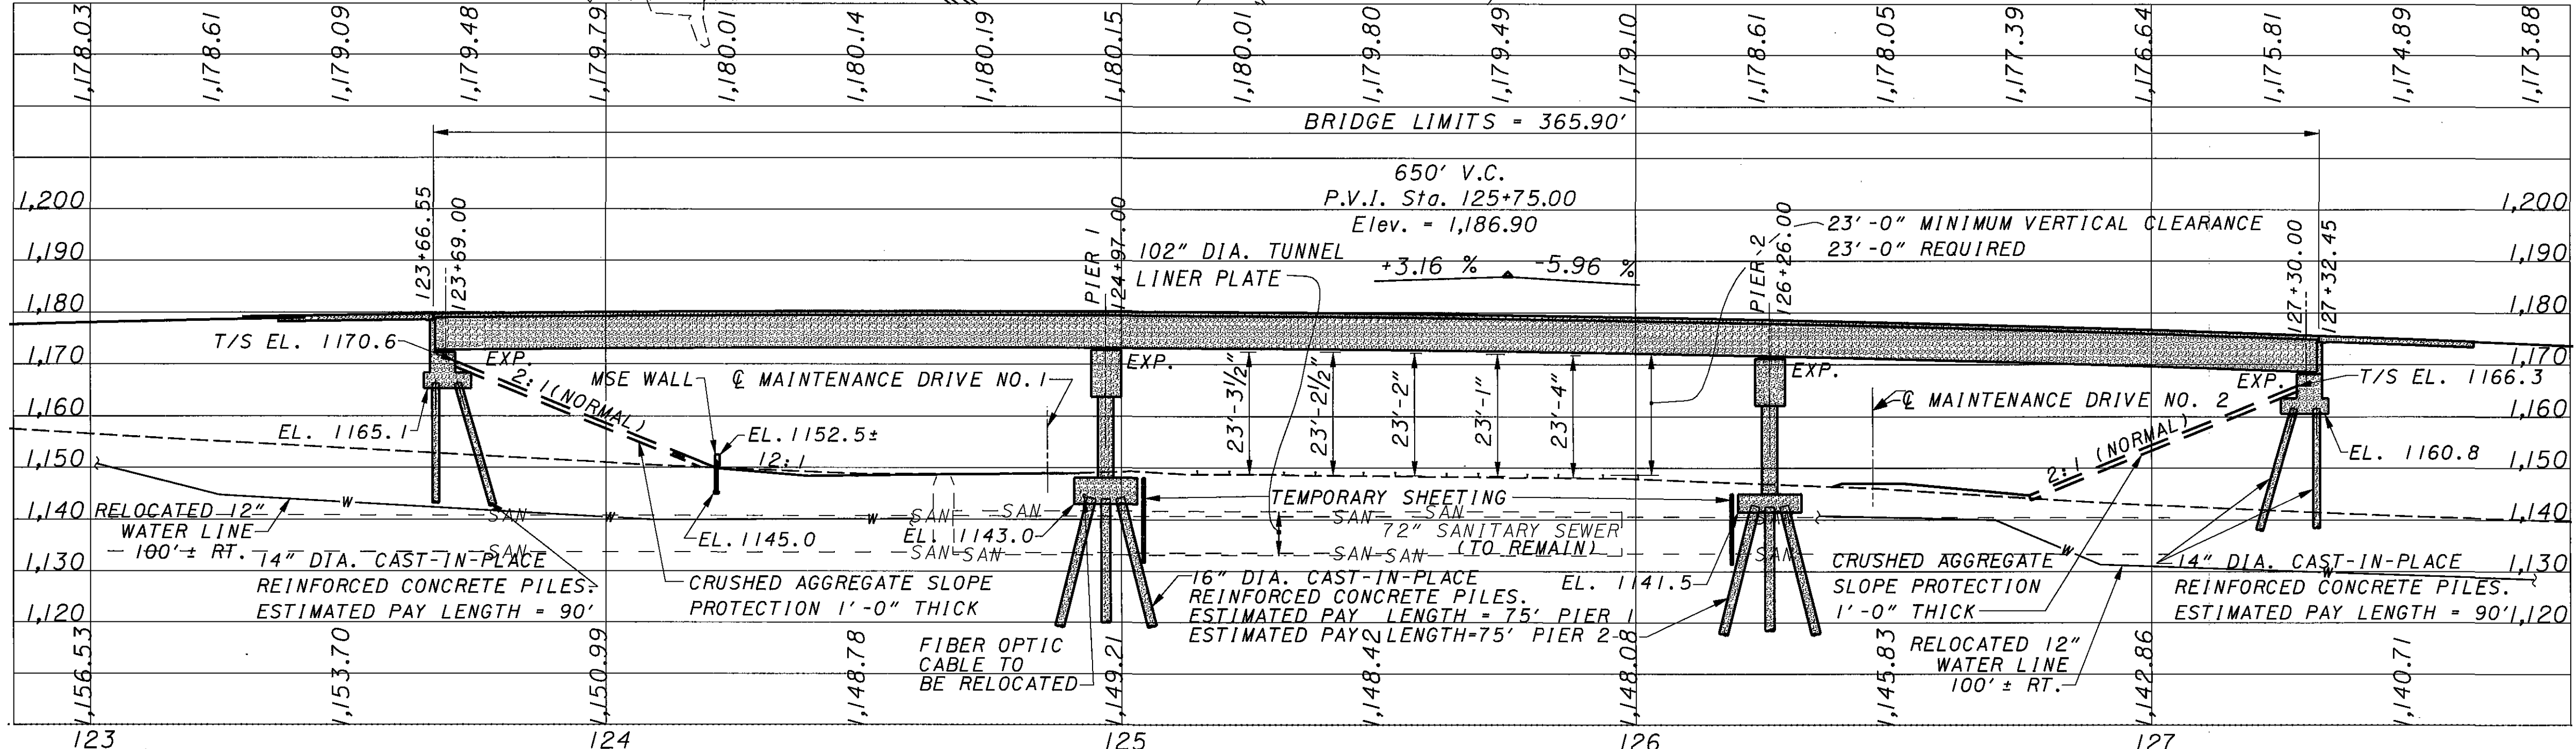 1,178.03
1,178.61
1,179.09
1,179.48
1,179.79
1,180.01
1,180.14
1,180.19
1,180.15
1,180.01
1,179.80
1,179.49
1,179.10
1,178.61
1,178.05
1,177.39
1,176.64
1,175.81
1,174.89
1,173.88
BRIDGE LIMITS = 365.90'
650' V.C.
P.V.I. Sta. 125+75.00
Elev. = 1,186.90
+3.16 %
-5.96 %
1,200
1,190
1,180
1,170
1,160
1,150
1,140
1,130
1,120
1,200
1,190
1,180
1,170
1,160
1,150
1,140
1,130
1,120
123+66.55
123+69.00
PIER 1
124+97.00
PIER 2
126+26.00
127+30.00
127+32.45
102" DIA. TUNNEL
LINER PLATE
23'-0" MINIMUM VERTICAL CLEARANCE
23'-0" REQUIRED
T/S EL. 1170.6
EXP.
2:1 (NORMAL)
MSE WALL
℄ MAINTENANCE DRIVE NO. 1
EXP.
23'-3½"
23'-2½"
23'-2"
23'-1"
23'-4"
EXP.
℄ MAINTENANCE DRIVE NO. 2
EXP.
T/S EL. 1166.3
EL. 1165.1
EL. 1152.5±
12:1
2:1 (NORMAL)
EL. 1160.8
W
W
W
W
W
W
RELOCATED 12"
WATER LINE
100'± RT.
SAN
SAN
SAN
SAN
SAN
SAN
SAN
SAN
SAN
SAN
SAN
SAN
EL. 1145.0
EL. 1143.0
TEMPORARY SHEETING
72" SANITARY SEWER
(TO REMAIN)
14" DIA. CAST-IN-PLACE
REINFORCED CONCRETE PILES.
ESTIMATED PAY LENGTH = 90'
CRUSHED AGGREGATE SLOPE
PROTECTION 1'-0" THICK
16" DIA. CAST-IN-PLACE
REINFORCED CONCRETE PILES.
ESTIMATED PAY LENGTH = 75' PIER 1
ESTIMATED PAY LENGTH=75' PIER 2
EL. 1141.5
CRUSHED AGGREGATE
SLOPE PROTECTION
1'-0" THICK
14" DIA. CAST-IN-PLACE
REINFORCED CONCRETE PILES.
ESTIMATED PAY LENGTH = 90'
FIBER OPTIC
CABLE TO
BE RELOCATED
RELOCATED 12"
WATER LINE
100'± RT.
1,156.53
1,153.70
1,150.99
1,148.78
1,149.21
1,148.42
1,148.08
1,145.83
1,142.86
1,140.71
123
124
125
126
127